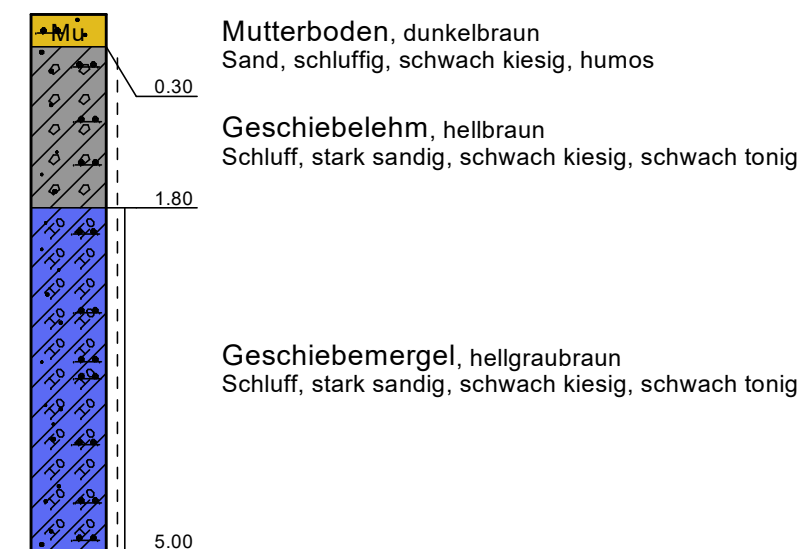 Mu
Mutterboden, dunkelbraun
Sand, schluffig, schwach kiesig, humos
0.30
Geschiebelehm, hellbraun
Schluff, stark sandig, schwach kiesig, schwach tonig
1.80
Geschiebemergel, hellgraubraun
Schluff, stark sandig, schwach kiesig, schwach tonig
5.00